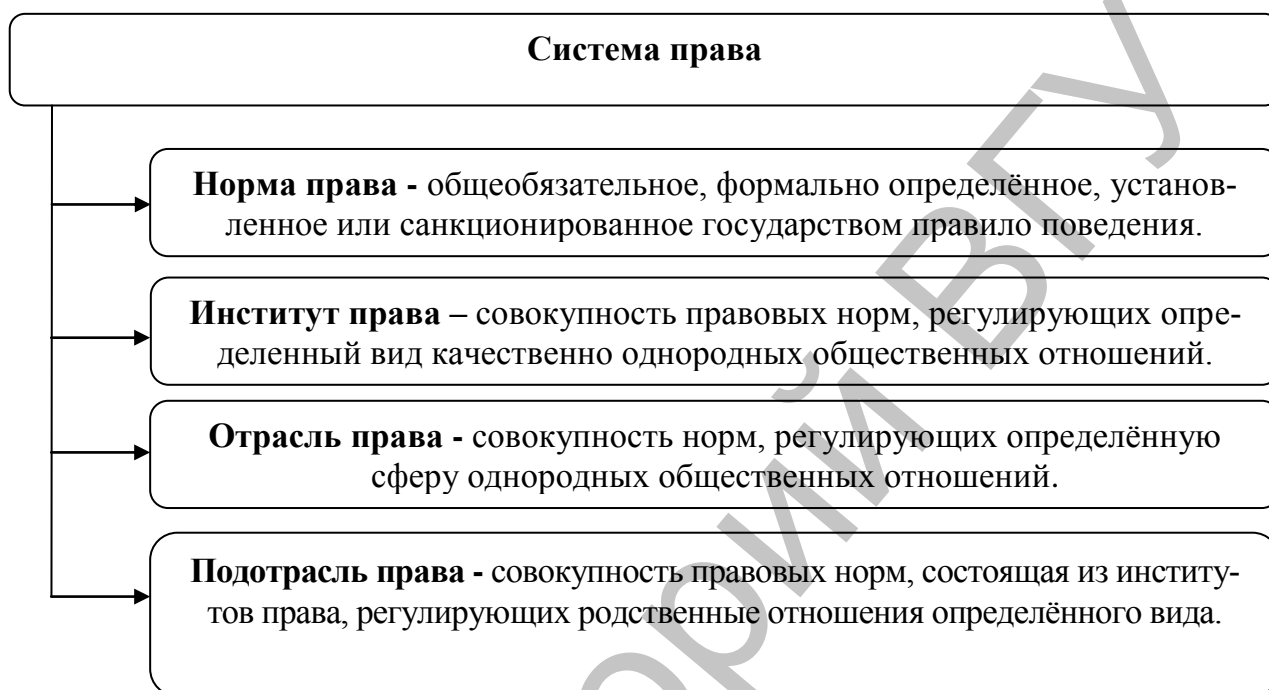 Система права
Норма права - общеобязательное, формально определённое, установ-
ленное или санкционированное государством правило поведения.
Институт права – совокупность правовых норм, регулирующих опре-
деленный вид качественно однородных общественных отношений.
Отрасль права - совокупность норм, регулирующих определённую
сферу однородных общественных отношений.
Подотрасль права - совокупность правовых норм, состоящая из институ-
тов права, регулирующих родственные отношения определённого вида.
ВГУ